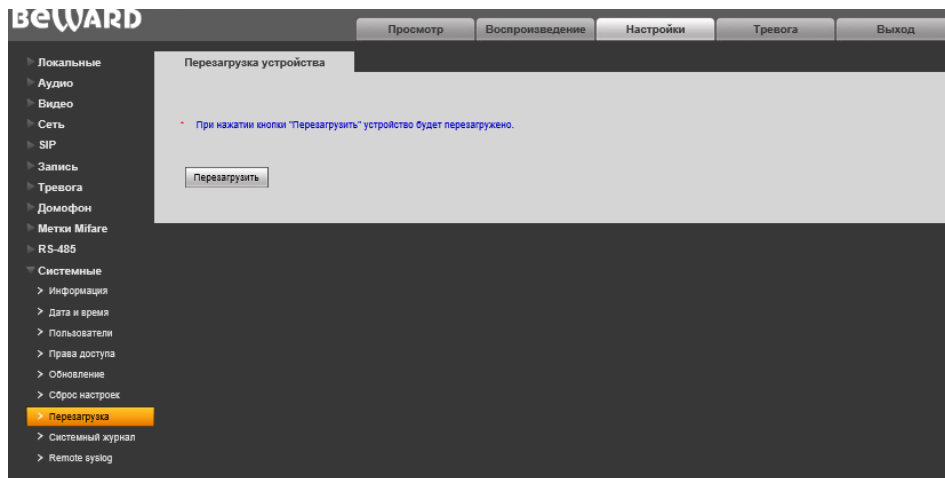 BEWARD
Просмотр Воспроизведение Настройки Тревога Выход
Локальные
Аудио
Видео
Сеть
SIP
Запись
Тревога
Домофон
Метки Mifare
RS-485
Системные
Информация
Дата и время
Пользователи
Права доступа
Обновление
Сброс настроек
Перезагрузка
Системный журнал
Remote syslog
Перезагрузка устройства
* При нажатии кнопки "Перезагрузить" устройство будет перезагружено.
Перезагрузить